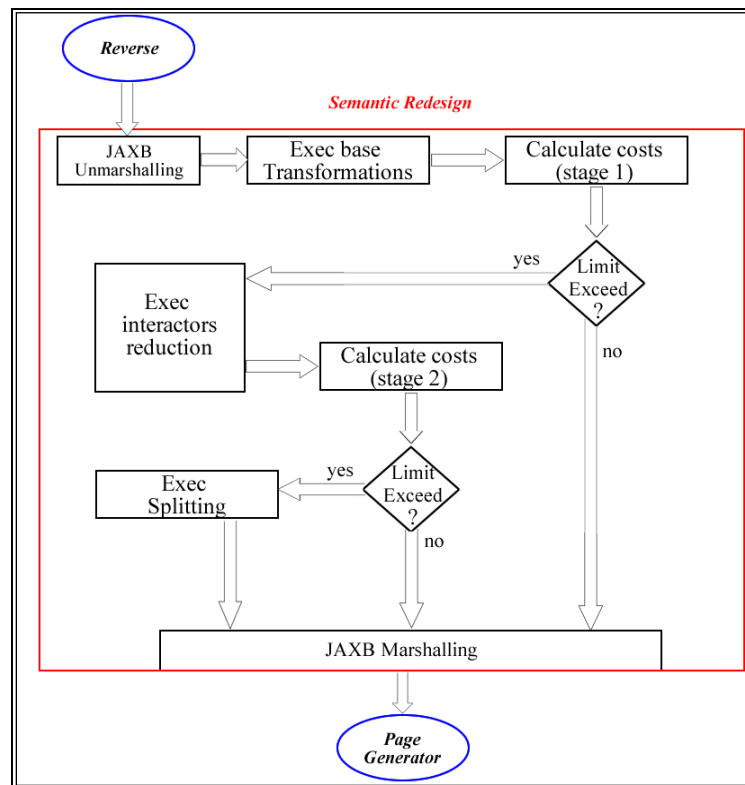 Reverse
Semantic Redesign
JAXB
Unmarshalling
Exec base
Transformations
Calculate costs
(stage 1)
yes
Limit
Exceed
?
no
Exec
interactors
reduction
Calculate costs
(stage 2)
yes
Limit
Exceed
?
no
Exec
Splitting
JAXB Marshalling
Page
Generator